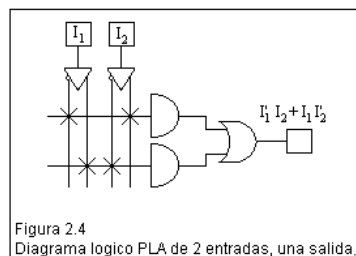 I₁ I₂
I'₁ I₂ + I₁ I'₂
Figura 2.4
Diagrama logico PLA de 2 entradas, una salida.